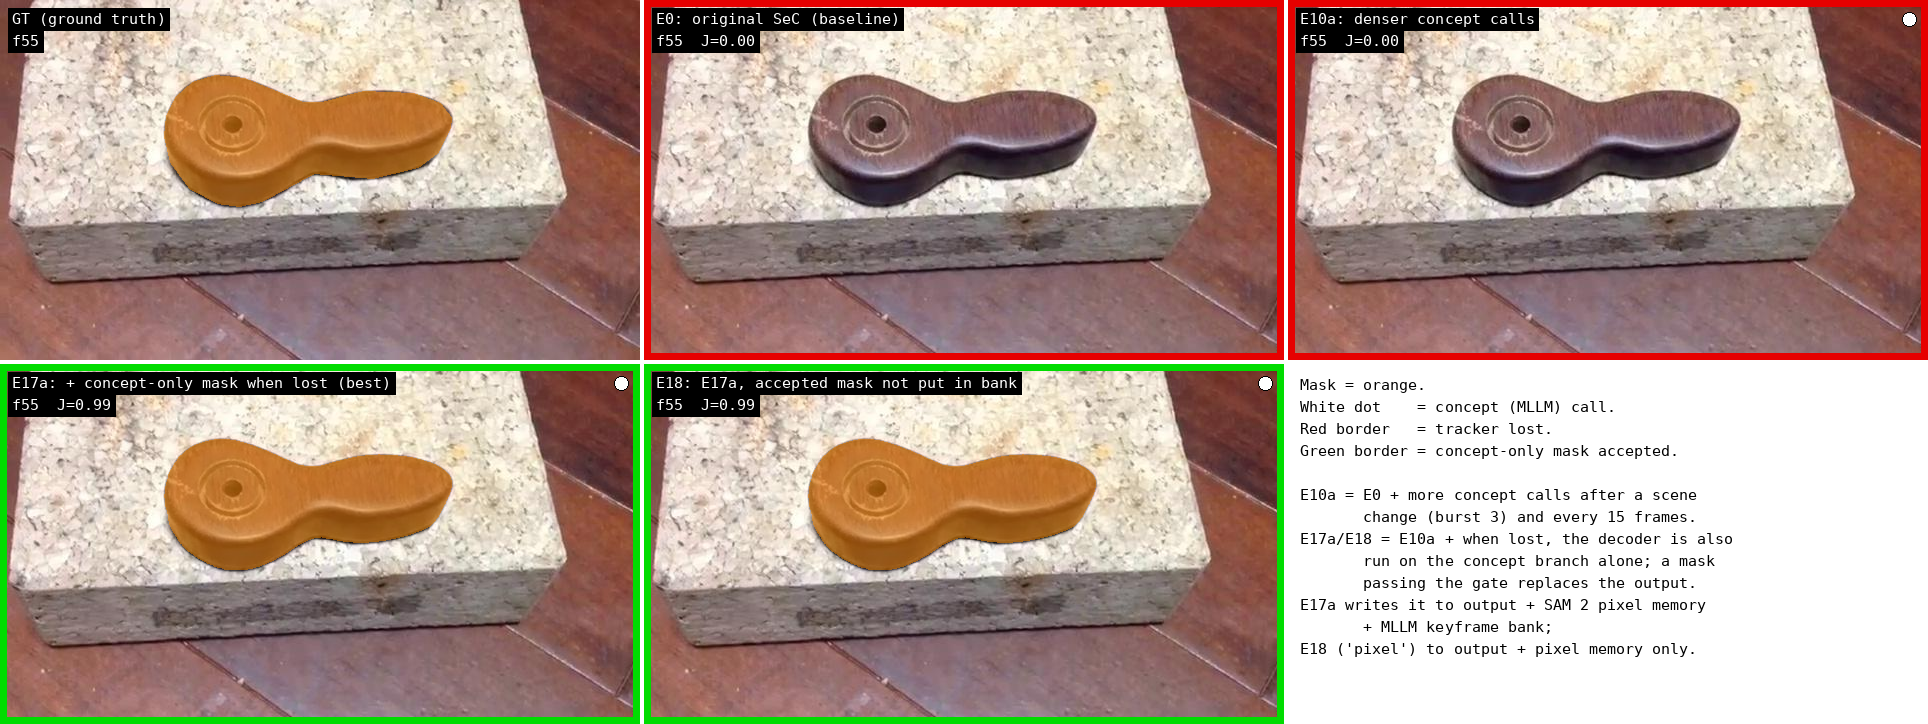 GT (ground truth)
f55
E0: original SeC (baseline)
f55  J=0.00
E10a: denser concept calls
f55  J=0.00
E17a: + concept-only mask when lost (best)
f55  J=0.99
E18: E17a, accepted mask not put in bank
f55  J=0.99
Mask = orange.
White dot    = concept (MLLM) call.
Red border   = tracker lost.
Green border = concept-only mask accepted.
E10a = E0 + more concept calls after a scene
change (burst 3) and every 15 frames.
E17a/E18 = E10a + when lost, the decoder is also
run on the concept branch alone; a mask
passing the gate replaces the output.
E17a writes it to output + SAM 2 pixel memory
+ MLLM keyframe bank;
E18 ('pixel') to output + pixel memory only.